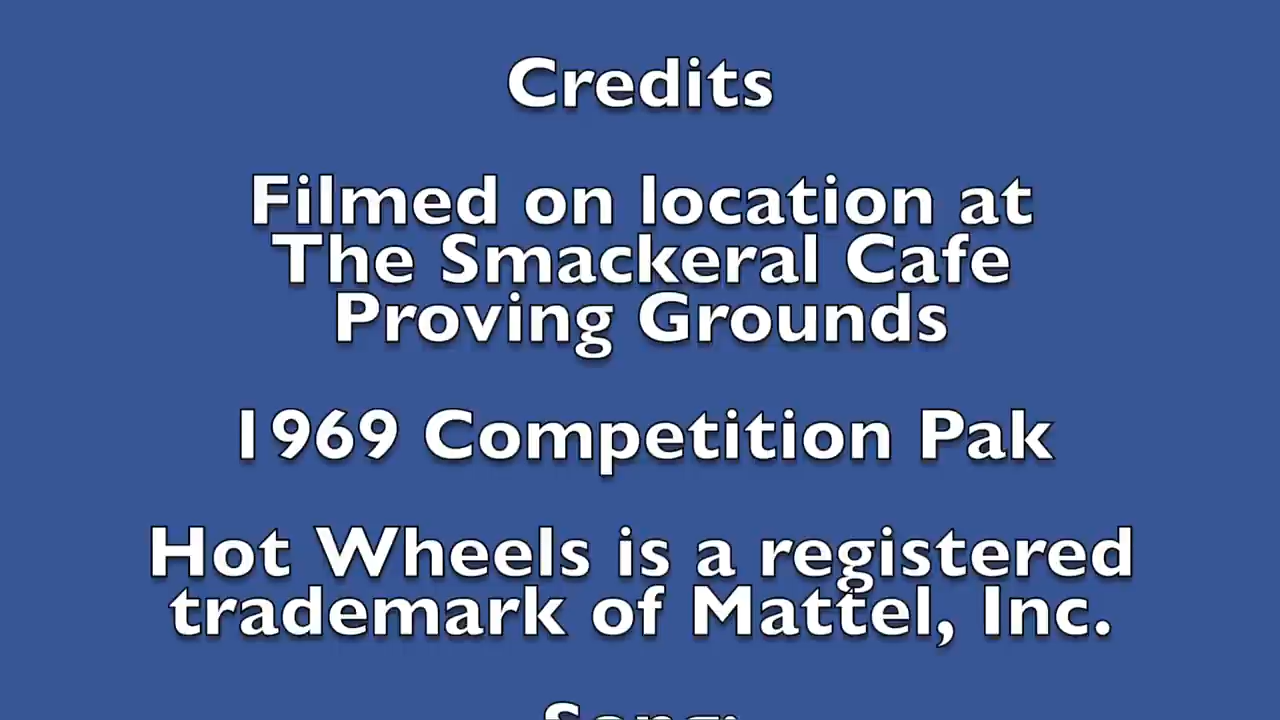 Credits
Filmed on location at
The Smackeral Cafe
Proving Grounds
1969 Competition Pak
Hot Wheels is a registered
trademark of Mattel, Inc.
Song: